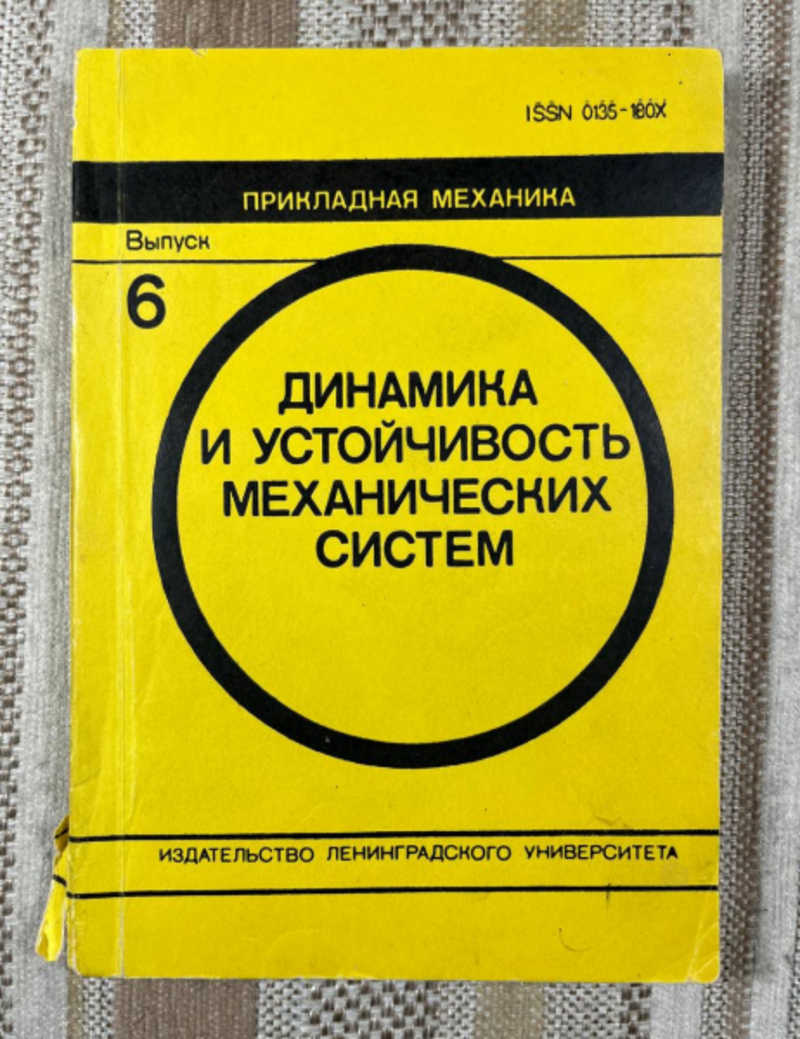 ISSN 0135-180X
ПРИКЛАДНАЯ МЕХАНИКА
Выпуск
6
ДИНАМИКА
И УСТОЙЧИВОСТЬ
МЕХАНИЧЕСКИХ
СИСТЕМ
ИЗДАТЕЛЬСТВО ЛЕНИНГРАДСКОГО УНИВЕРСИТЕТА